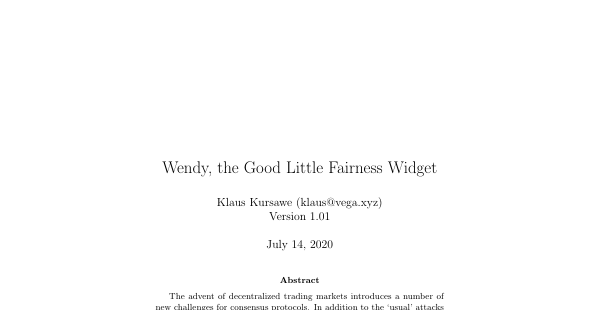 Wendy, the Good Little Fairness Widget
Klaus Kursawe (klaus@vega.xyz)
Version 1.01
July 14, 2020
Abstract
The advent of decentralized trading markets introduces a number of
new challenges for consensus protocols. In addition to the ‘usual’ attacks